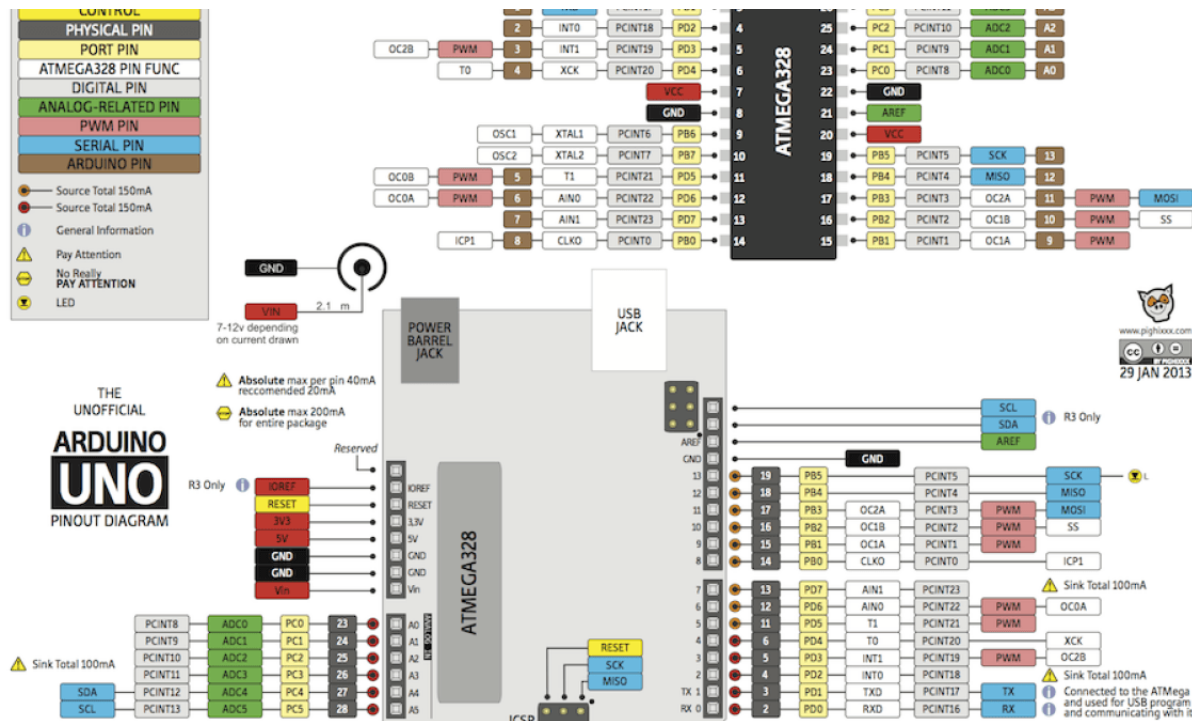 CONTROL
PHYSICAL PIN
PORT PIN
ATMEGA328 PIN FUNC
DIGITAL PIN
ANALOG-RELATED PIN
PWM PIN
SERIAL PIN
ARDUINO PIN
Source Total 150mA
Source Total 150mA
General Information
Pay Attention
No Really
PAY ATTENTION
LED
2 INT0 PCINT18 PD2 4
OC2B PWM 3 INT1 PCINT19 PD3 5
T0 4 XCK PCINT20 PD4 6
VCC 7
GND 8
OSC1 XTAL1 PCINT6 PB6 9
OSC2 XTAL2 PCINT7 PB7 10
OC0B PWM 5 T1 PCINT21 PD5 11
OC0A PWM 6 AIN0 PCINT22 PD6 12
7 AIN1 PCINT23 PD7 13
ICP1 8 CLKO PCINT0 PB0 14
ATMEGA328
25 PC2 PCINT10 ADC2 A2
24 PC1 PCINT9 ADC1 A1
23 PC0 PCINT8 ADC0 A0
22 GND
21 AREF
20 VCC
19 PB5 PCINT5 SCK 13
18 PB4 PCINT4 MISO 12
17 PB3 PCINT3 OC2A 11 PWM MOSI
16 PB2 PCINT2 OC1B 10 PWM SS
15 PB1 PCINT1 OC1A 9 PWM
GND
VIN 2.1 m
7-12v depending
on current drawn
POWER
BARREL
JACK
USB
JACK
www.pighixxx.com
cc
BY PIGHIXXX
29 JAN 2013
Absolute max per pin 40mA
reccomended 20mA
Absolute max 200mA
for entire package
THE
UNOFFICIAL
ARDUINO
UNO
PINOUT DIAGRAM
Reserved
R3 Only IOREF IOREF
RESET RESET
3V3 3,3V
5V 5V
GND GND
GND GND
Vin Vin
PCINT8 ADC0 PC0 23 A0
PCINT9 ADC1 PC1 24 A1
PCINT10 ADC2 PC2 25 A2
PCINT11 ADC3 PC3 26 A3
SDA PCINT12 ADC4 PC4 27 A4
SCL PCINT13 ADC5 PC5 28 A5
Sink Total 100mA
ANALOG IN
ATMEGA328
RESET
SCK
MISO
ICSP
SCL
SDA R3 Only
AREF AREF
GND GND
13 19 PB5 PCINT5 SCK L
12 18 PB4 PCINT4 MISO
11 17 PB3 OC2A PCINT3 PWM MOSI
10 16 PB2 OC1B PCINT2 PWM SS
9 15 PB1 OC1A PCINT1 PWM
8 14 PB0 CLKO PCINT0 ICP1
7 13 PD7 AIN1 PCINT23 Sink Total 100mA
6 12 PD6 AIN0 PCINT22 PWM OC0A
5 11 PD5 T1 PCINT21 PWM
4 6 PD4 T0 PCINT20 XCK
3 5 PD3 INT1 PCINT19 PWM OC2B
2 4 PD2 INT0 PCINT18 Sink Total 100mA
TX 1 3 PD1 TXD PCINT17 TX
RX 0 2 PD0 RXD PCINT16 RX
Connected to the ATMega
and used for USB program
and communicating with it